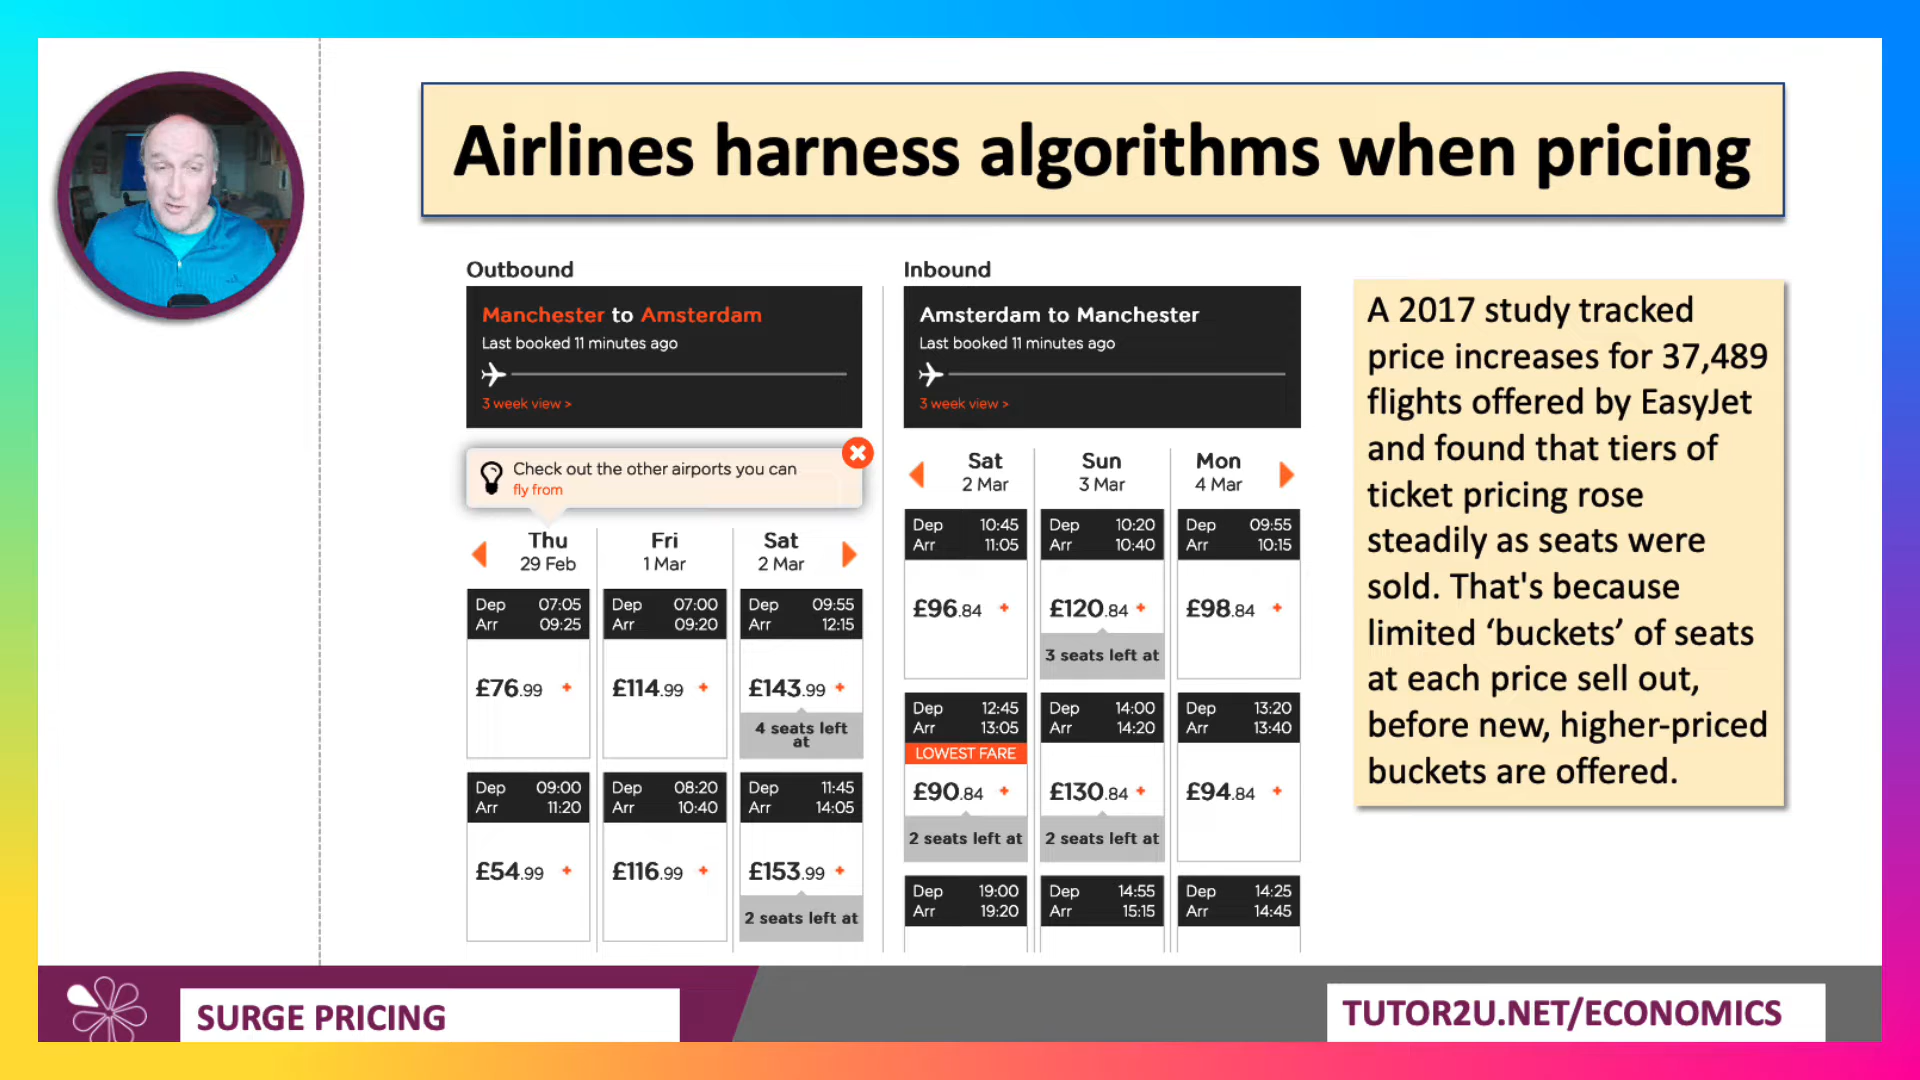 Airlines harness algorithms when pricing
Outbound
Manchester to Amsterdam
Last booked 11 minutes ago
3 week view >
Check out the other airports you can
fly from
Thu
29 Feb
Fri
1 Mar
Sat
2 Mar
Dep 07:05
Arr 09:25
£76.99 +
Dep 07:00
Arr 09:20
£114.99 +
Dep 09:55
Arr 12:15
£143.99 +
4 seats left
at
Dep 09:00
Arr 11:20
£54.99 +
Dep 08:20
Arr 10:40
£116.99 +
Dep 11:45
Arr 14:05
£153.99 +
2 seats left at
Inbound
Amsterdam to Manchester
Last booked 11 minutes ago
3 week view >
Sat
2 Mar
Sun
3 Mar
Mon
4 Mar
Dep 10:45
Arr 11:05
£96.84 +
Dep 10:20
Arr 10:40
£120.84 +
3 seats left at
Dep 09:55
Arr 10:15
£98.84 +
Dep 12:45
Arr 13:05
LOWEST FARE
£90.84 +
2 seats left at
Dep 14:00
Arr 14:20
£130.84 +
2 seats left at
Dep 13:20
Arr 13:40
£94.84 +
Dep 19:00
Arr 19:20
Dep 14:55
Arr 15:15
Dep 14:25
Arr 14:45
A 2017 study tracked
price increases for 37,489
flights offered by EasyJet
and found that tiers of
ticket pricing rose
steadily as seats were
sold. That's because
limited ‘buckets’ of seats
at each price sell out,
before new, higher-priced
buckets are offered.
SURGE PRICING
TUTOR2U.NET/ECONOMICS